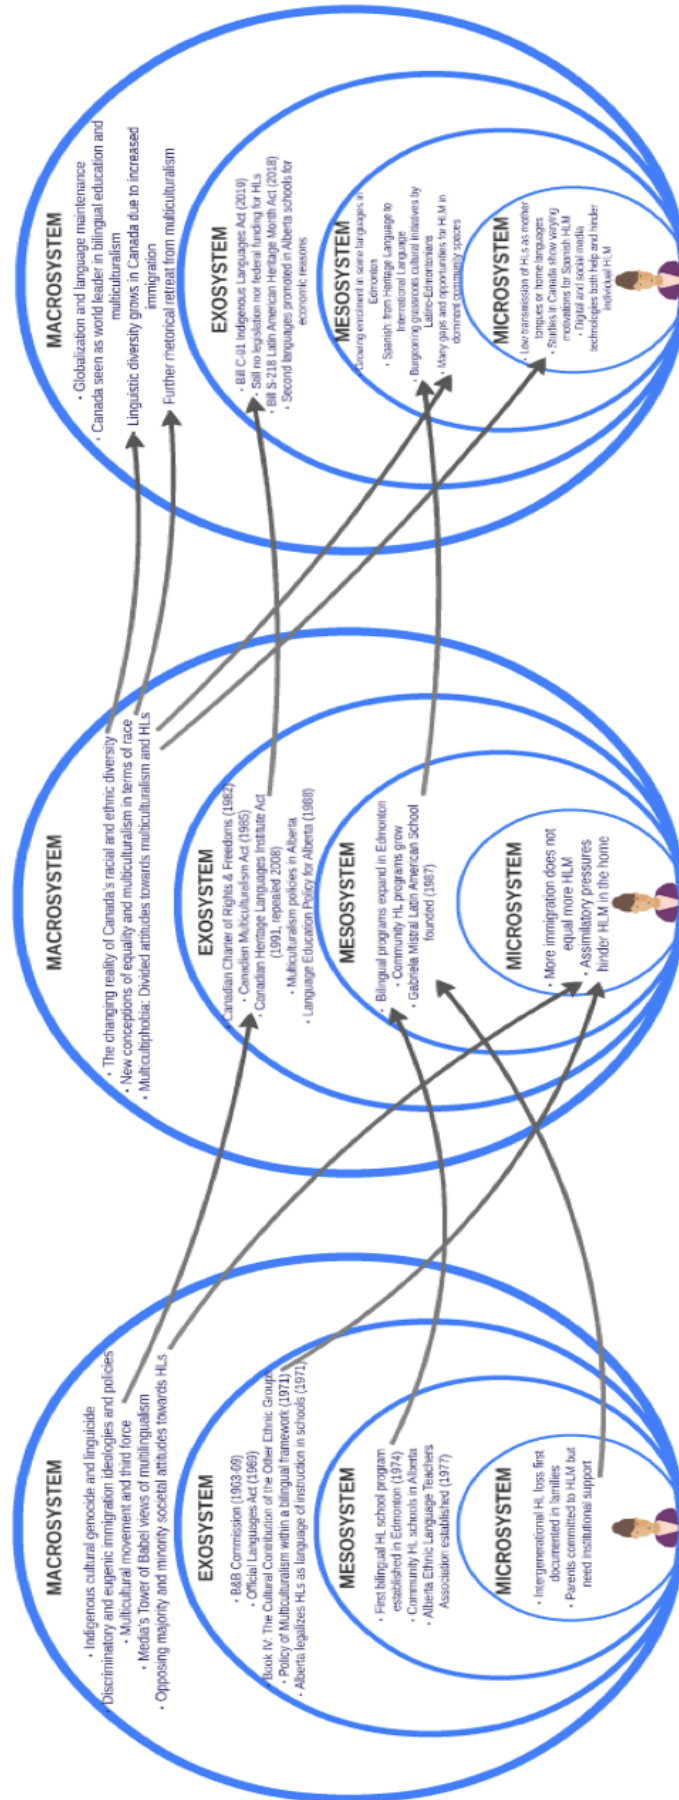 MACROSYSTEM
• Indigenous cultural genocide and linguicide
• Discriminatory and eugenic immigration ideologies and policies
• Multicultural movement and third force
• Media's Tower of Babel views of multilingualism
• Opposing majority and minority societal attitudes towards HLs
EXOSYSTEM
• B&B Commission (1963-69)
• Official Languages Act (1969)
• Book IV: The Cultural Contribution of the Other Ethnic Groups
• Policy of Multiculturalism within a bilingual framework (1971)
• Alberta legalizes HLs as language of instruction in schools (1971)
MESOSYSTEM
• First bilingual HL school program
established in Edmonton (1974)
• Community HL schools in Alberta
• Alberta Ethnic Language Teachers
Association established (1977)
MICROSYSTEM
• Intergenerational HL loss first
documented in families
• Parents committed to HLM but
need institutional support
MACROSYSTEM
• The changing reality of Canada's racial and ethnic diversity
• New conceptions of equality and multiculturalism in terms of race
• Multicultiphobia: Divided attitudes towards multiculturalism and HLs
EXOSYSTEM
• Canadian Charter of Rights & Freedoms (1982)
• Canadian Multiculturalism Act (1985)
• Canadian Heritage Languages Institute Act
(1991, repealed 2008)
• Multiculturalism policies in Alberta
• Language Education Policy for Alberta (1988)
MESOSYSTEM
• Bilingual programs expand in Edmonton
• Community HL programs grow
• Gabriela Mistral Latin American School
founded (1987)
MICROSYSTEM
• More immigration does not
equal more HLM
• Assimilatory pressures
hinder HLM in the home
MACROSYSTEM
• Globalization and language maintenance
• Canada seen as world leader in bilingual education and
multiculturalism
• Linguistic diversity grows in Canada due to increased
immigration
• Further rhetorical retreat from multiculturalism
EXOSYSTEM
• Bill C-91 Indigenous Languages Act (2019)
• Still no legislation nor federal funding for HLs
• Bill S-218 Latin American Heritage Month Act (2018)
• Second languages promoted in Alberta schools for
economic reasons
MESOSYSTEM
• Growing enrolment in some languages in
Edmonton
• Spanish: from Heritage Language to
International Language
• Burgeoning grassroots cultural initiatives by
Latino-Edmontonians
• Many gaps and opportunities for HLM in
dominant community spaces
MICROSYSTEM
• Low transmission of HLs as mother
tongues or home languages
• Studies in Canada show varying
motivations for Spanish HLM
• Digital and social media
technologies both help and hinder
individual HLM